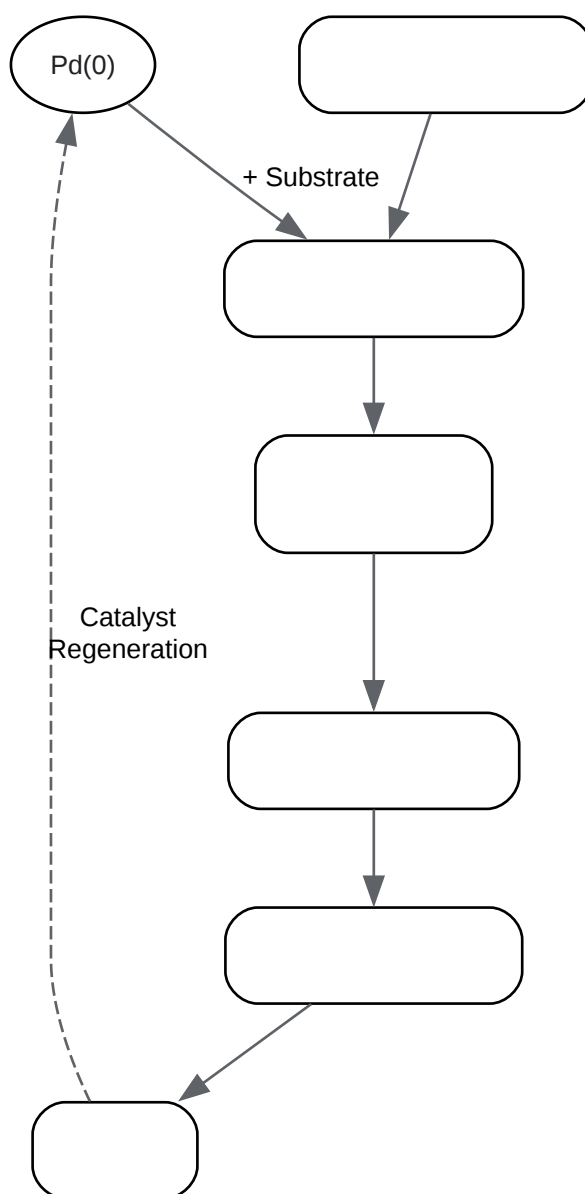 Pd(0)
+ Substrate
Catalyst
Regeneration